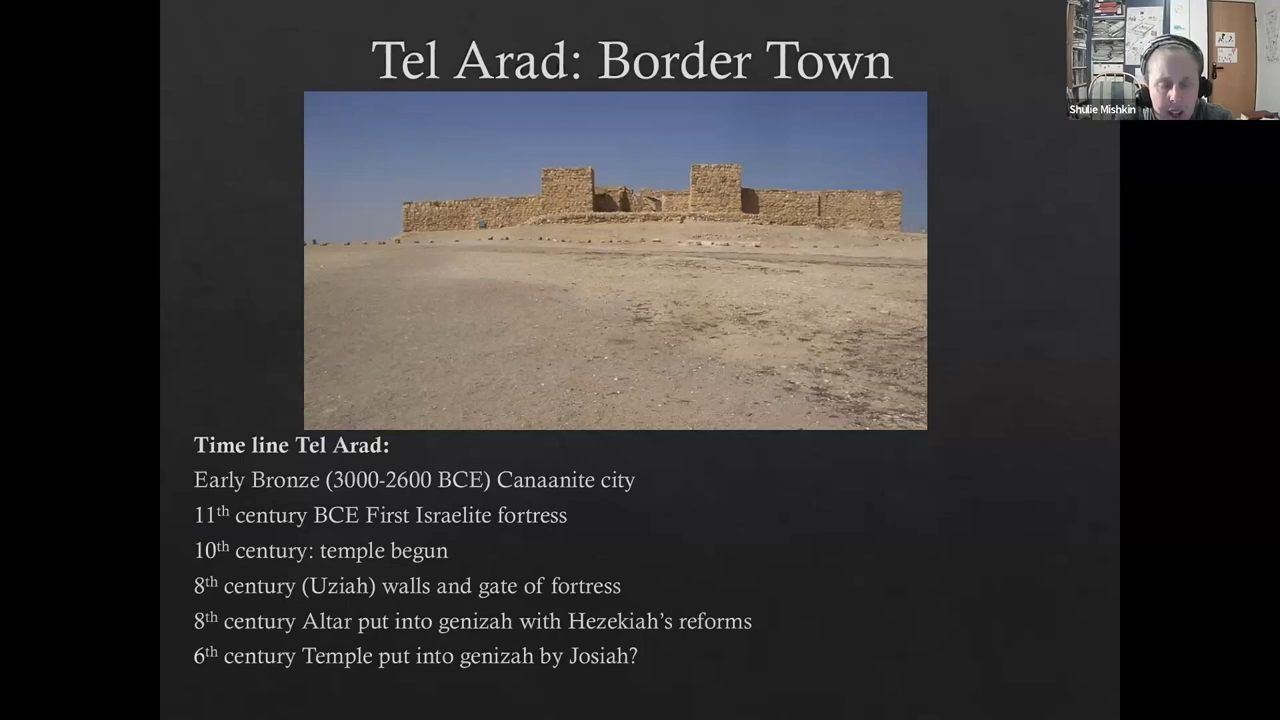 Tel Arad: Border Town
Shulie Mishkin
Time line Tel Arad:
Early Bronze (3000-2600 BCE) Canaanite city
11th century BCE First Israelite fortress
10th century: temple begun
8th century (Uziah) walls and gate of fortress
8th century Altar put into genizah with Hezekiah’s reforms
6th century Temple put into genizah by Josiah?